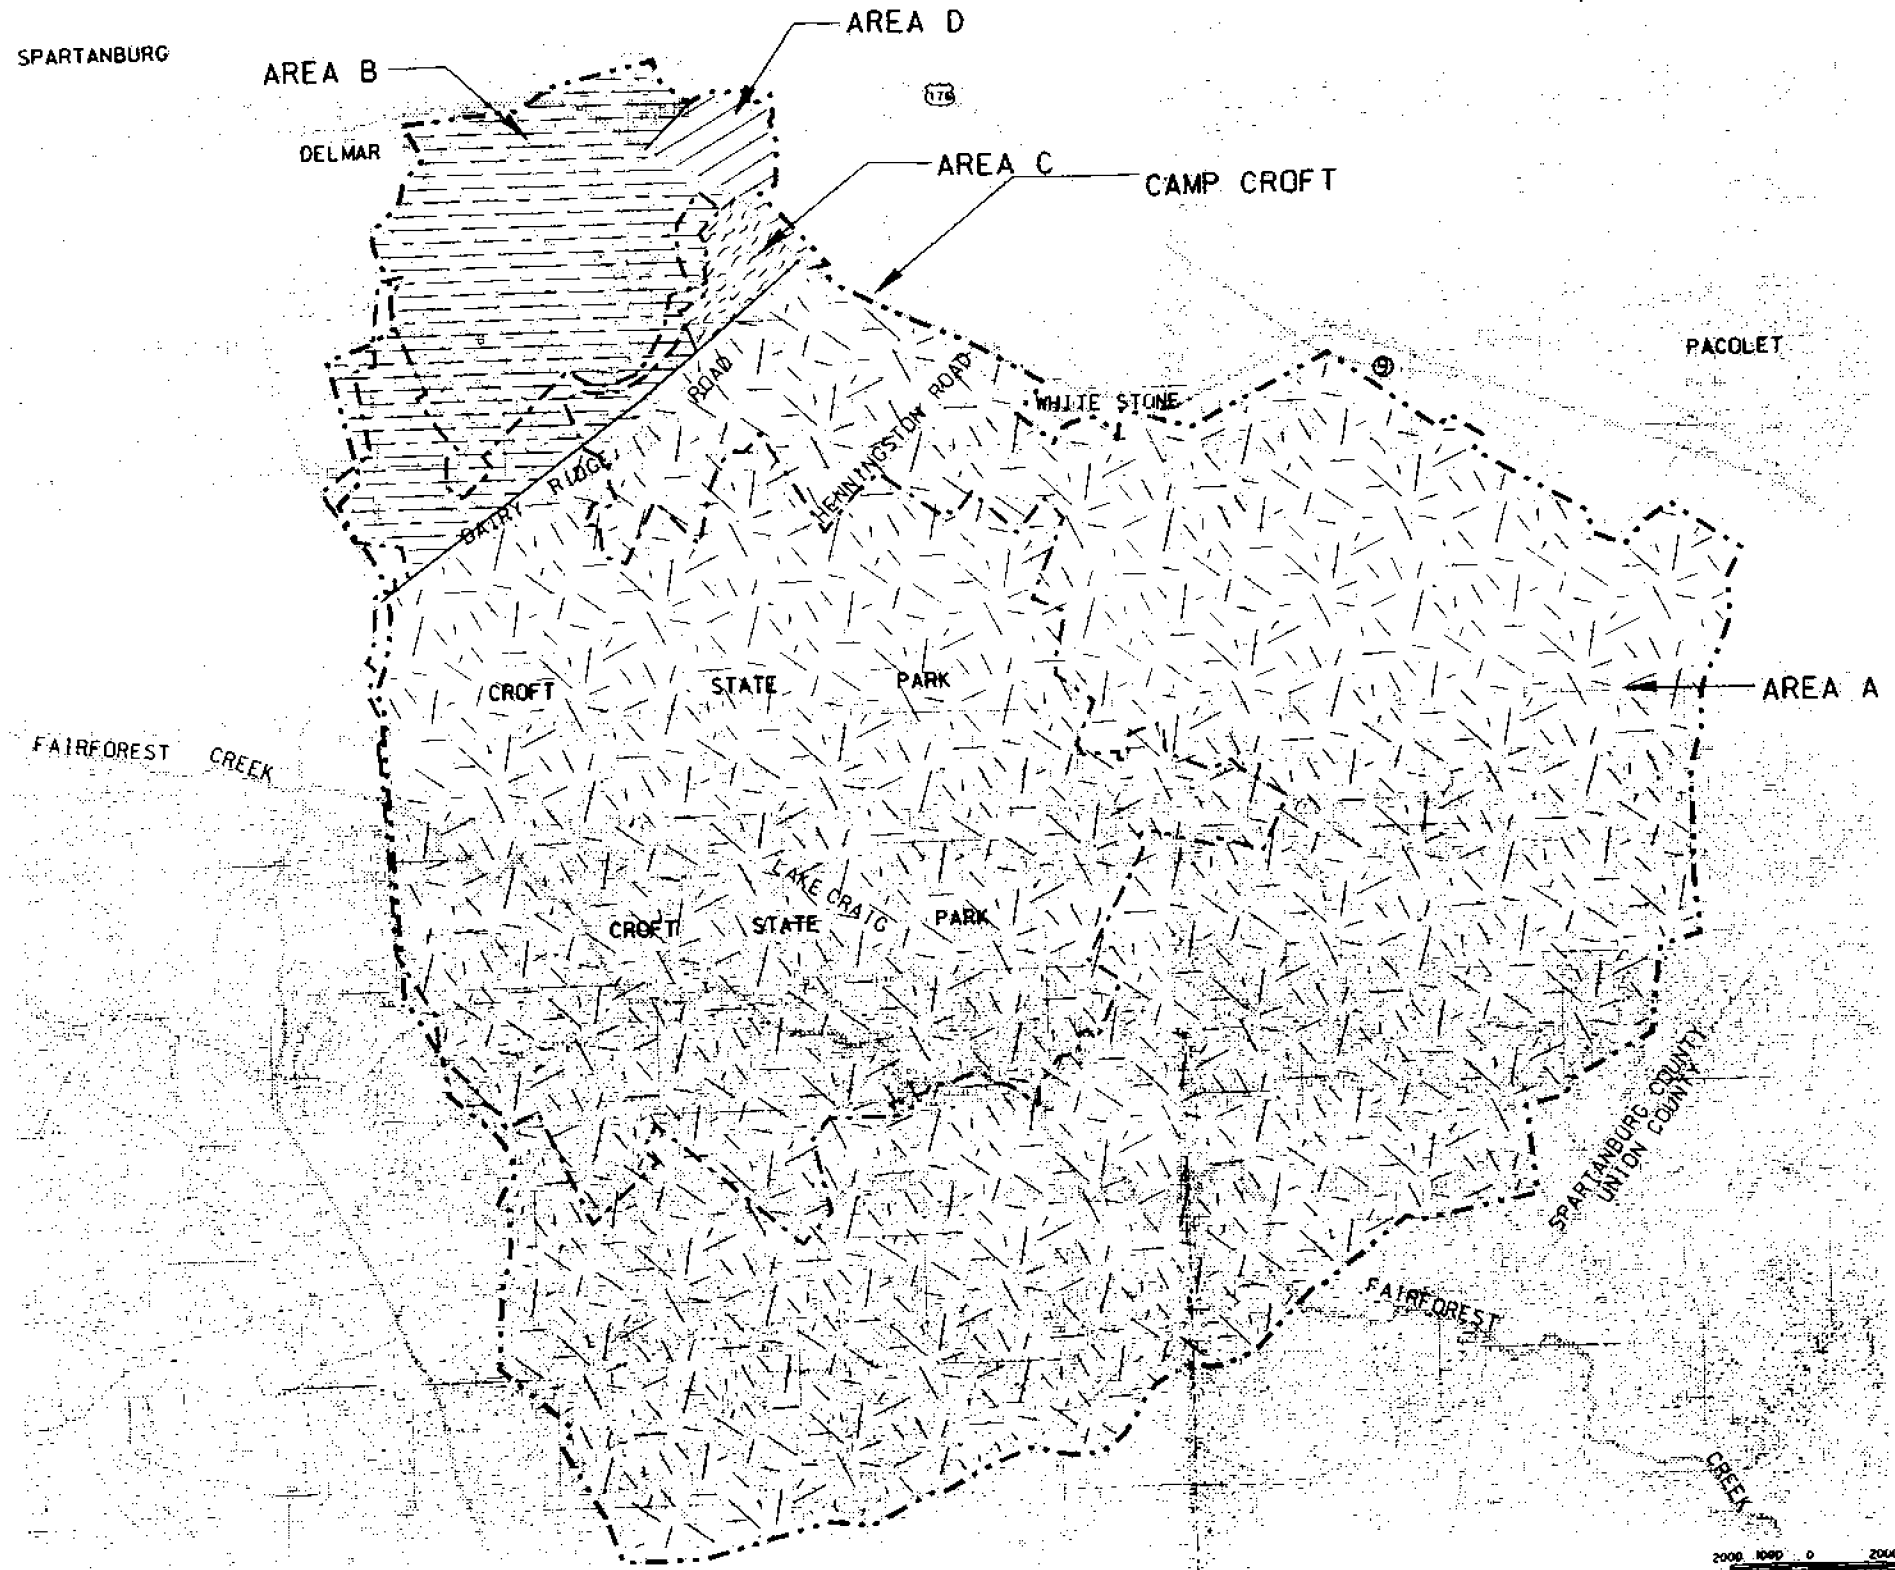 AREA D
SPARTANBURG
AREA B
176
DELMAR
AREA C
CAMP CROFT
PACOLET
9
ROAD
HENNINGSTON ROAD
WHITE STONE
DAIRY RIDGE
CROFT STATE PARK
AREA A
FAIRFOREST CREEK
LAKE CRAIG
CROFT STATE PARK
SPARTANBURG COUNTY
UNION COUNTY
FAIRFOREST
CREEK
2000 1000 0 2000